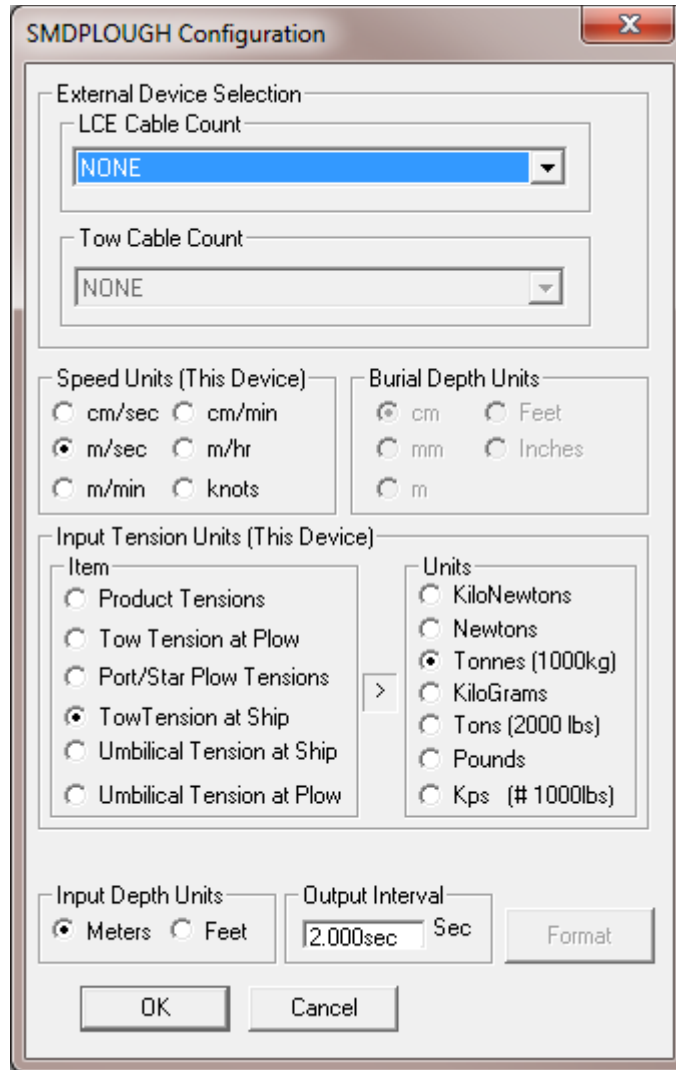 SMDPLOUGH Configuration
External Device Selection
LCE Cable Count
NONE
Tow Cable Count
NONE
Speed Units (This Device)
cm/sec cm/min
m/sec m/hr
m/min knots
Burial Depth Units
cm Feet
mm Inches
m
Input Tension Units (This Device)
Item
Product Tensions
Tow Tension at Plow
Port/Star Plow Tensions
TowTension at Ship
Umbilical Tension at Ship
Umbilical Tension at Plow
>
Units
KiloNewtons
Newtons
Tonnes (1000kg)
KiloGrams
Tons (2000 lbs)
Pounds
Kps (# 1000lbs)
Input Depth Units
Meters Feet
Output Interval
2.000sec Sec
Format
OK Cancel